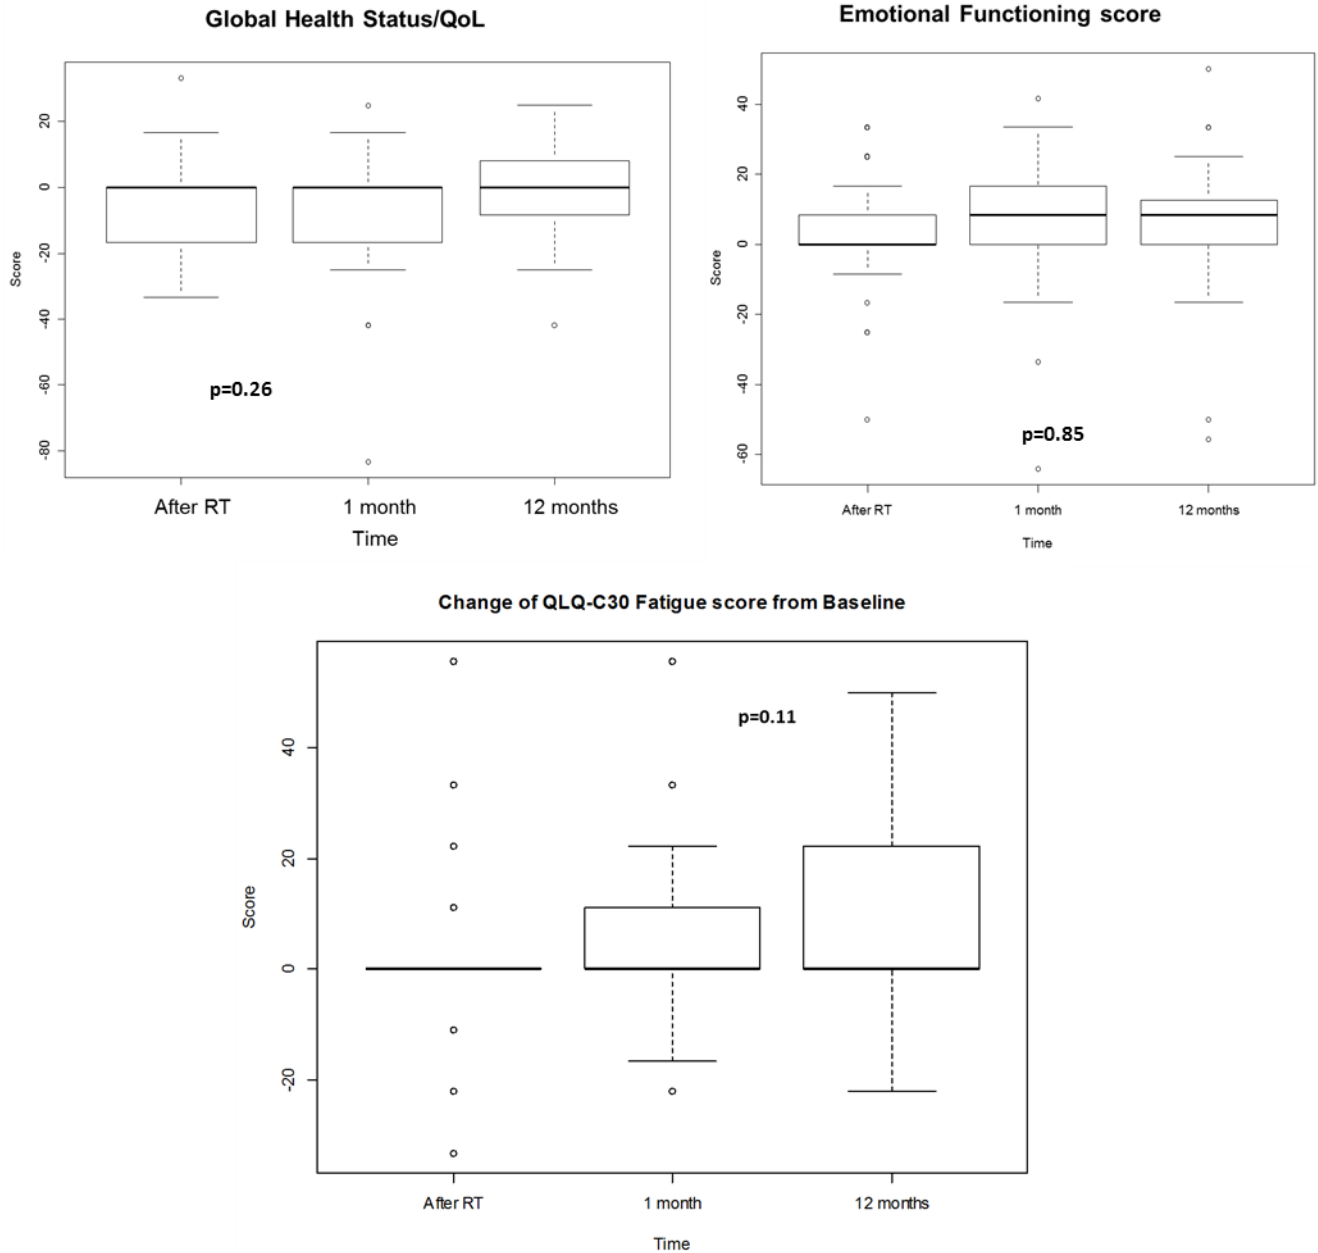 Global Health Status/QoL
Score
20
0
-20
-40
-60
-80
p=0.26
After RT 1 month 12 months
Time
Emotional Functioning score
Score
40
20
0
-20
-40
-60
p=0.85
After RT 1 month 12 months
Time
Change of QLQ-C30 Fatigue score from Baseline
Score
40
20
0
-20
p=0.11
After RT 1 month 12 months
Time